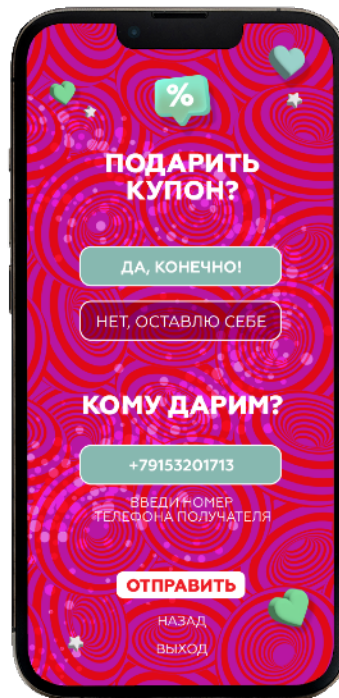 %
ПОДАРИТЬ
КУПОН?
ДА, КОНЕЧНО!
НЕТ, ОСТАВЛЮ СЕБЕ
КОМУ ДАРИМ?
+79153201713
ВВЕДИ НОМЕР
ТЕЛЕФОНА ПОЛУЧАТЕЛЯ
ОТПРАВИТЬ
НАЗАД
ВЫХОД